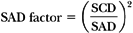 SAD factor = (SCD/SAD)²